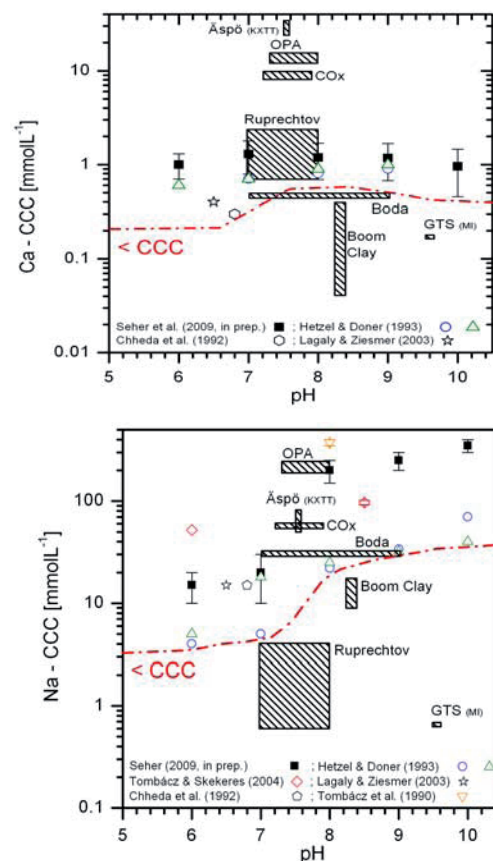 Äspö (KXTT)
OPA
COx
Ruprechtov
Boda
GTS (MI)
Boom
Clay
< CCC
Ca - CCC [mmolL⁻¹]
10
1
0.1
0.01
Seher et al. (2009, in prep.) ■ ; Hetzel & Doner (1993) ○ △
Chheda et al. (1992) ⬡ ; Lagaly & Ziesmer (2003) ☆
5 6 7 8 9 10
pH
OPA
Äspö (KXTT)
COx
Boda
Boom Clay
Ruprechtov
GTS (MI)
< CCC
Na - CCC [mmolL⁻¹]
100
10
1
0.1
Seher (2009, in prep.) ■ ; Hetzel & Doner (1993) ○ △
Tombácz & Skekeres (2004) ◇ ; Lagaly & Ziesmer (2003) ☆
Chheda et al. (1992) ⬠ ; Tombácz et al. (1990) ▽
5 6 7 8 9 10
pH